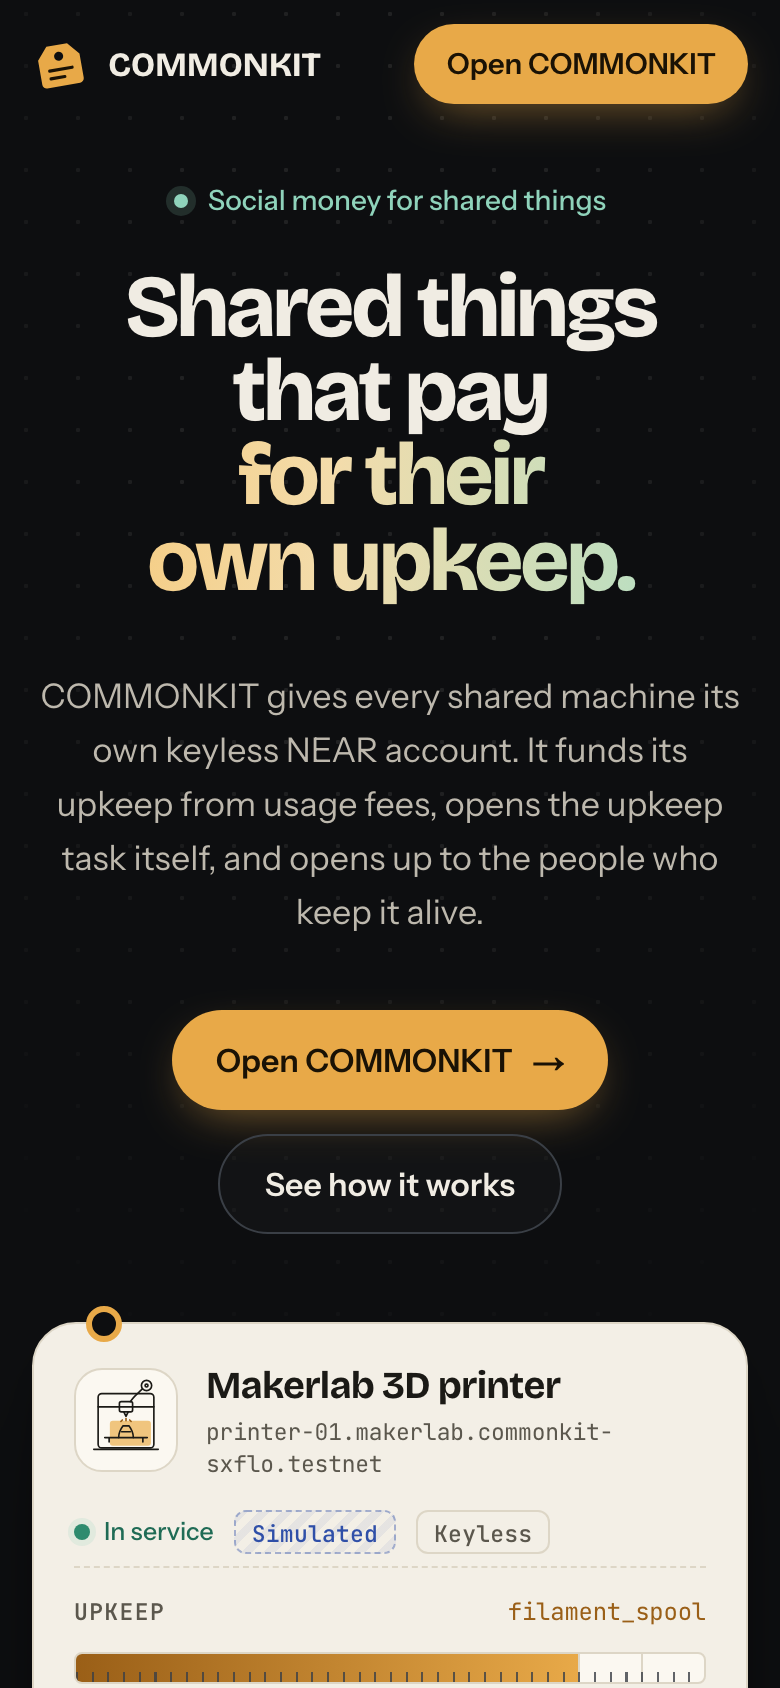 COMMONKIT
Open COMMONKIT
Social money for shared things
Shared things
that pay
for their
own upkeep.
COMMONKIT gives every shared machine its
own keyless NEAR account. It funds its
upkeep from usage fees, opens the upkeep
task itself, and opens up to the people who
keep it alive.
Open COMMONKIT →
See how it works
Makerlab 3D printer
printer-01.makerlab.commonkit-
sxflo.testnet
In service Simulated Keyless
UPKEEP filament_spool